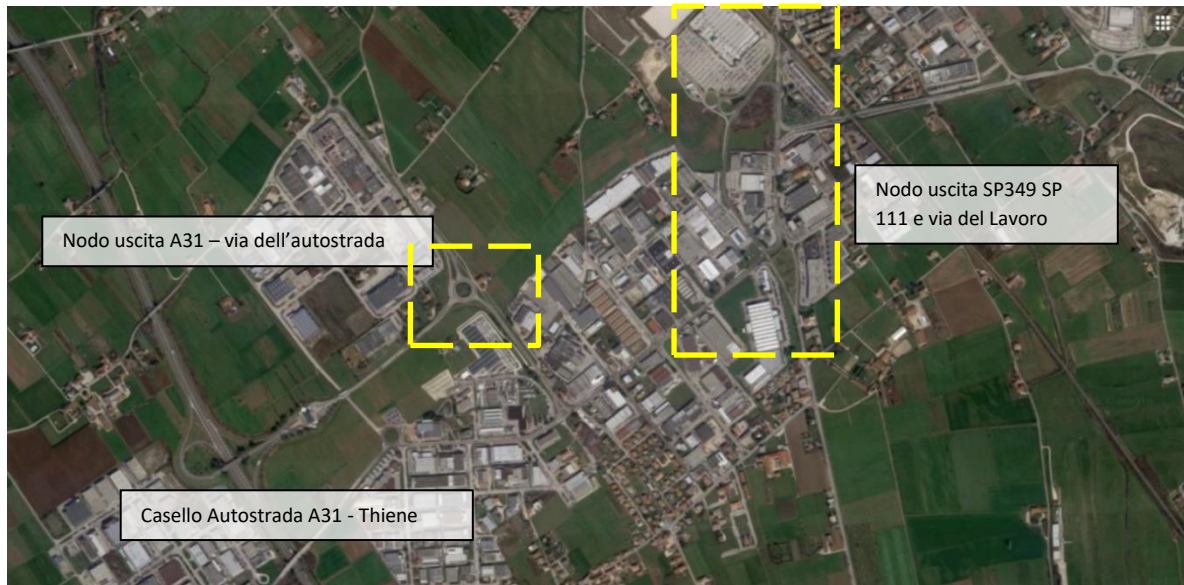 Nodo uscita A31 – via dell’autostrada
Nodo uscita SP349 SP
111 e via del Lavoro
Casello Autostrada A31 - Thiene